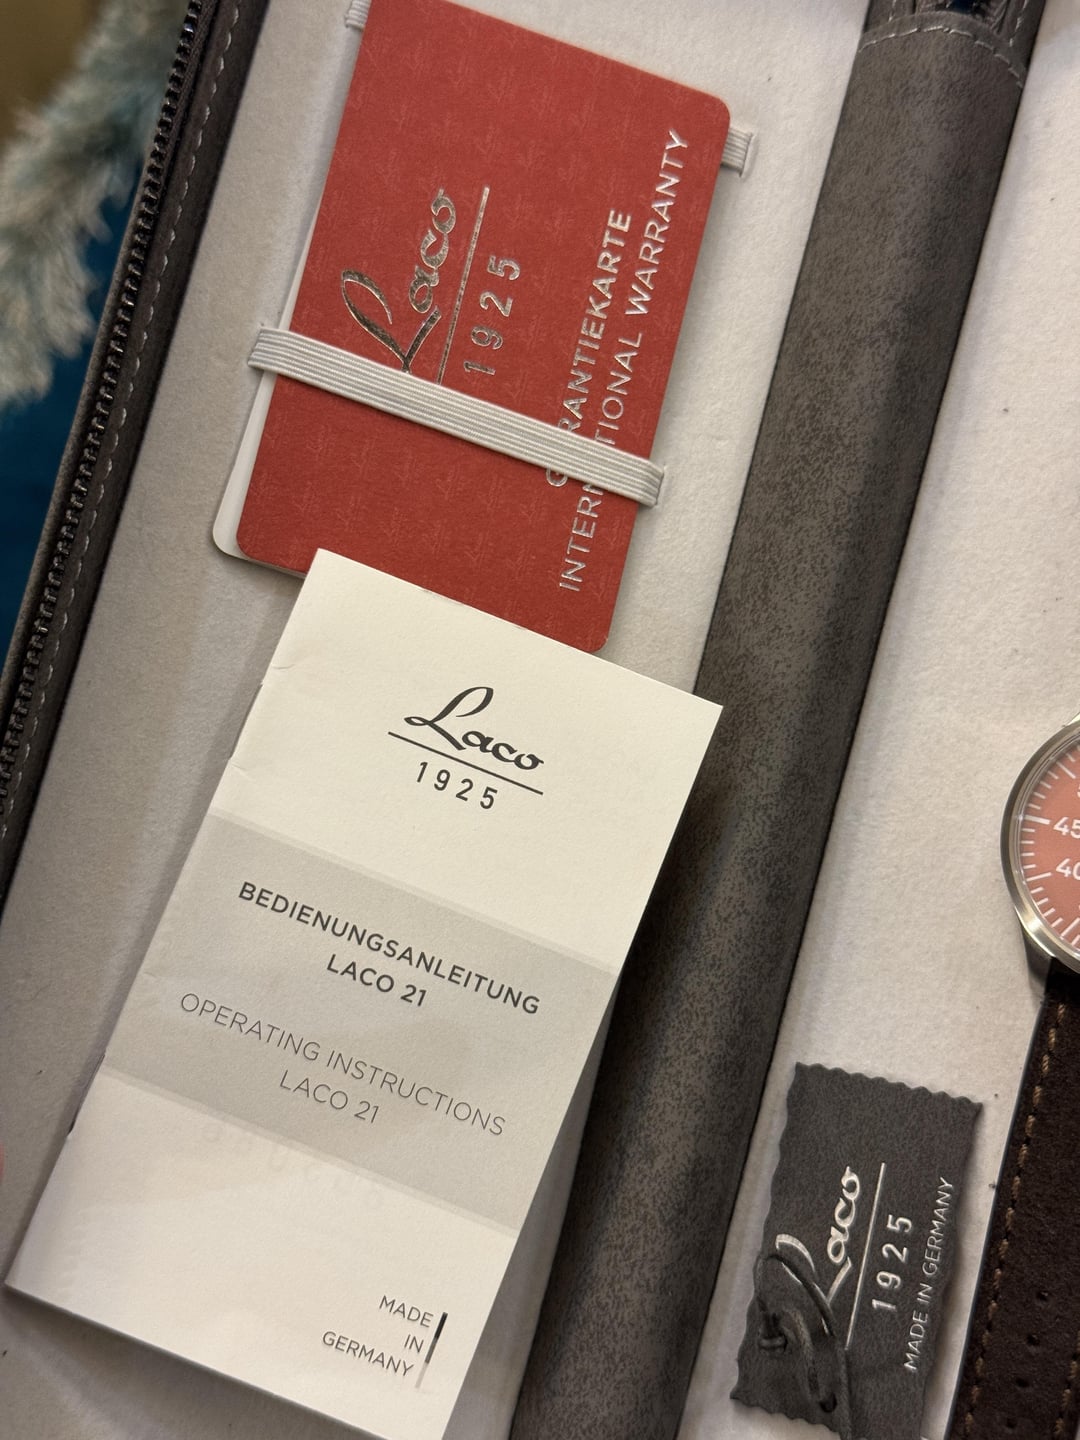 Laco
1925
GARANTIEKARTE
INTERNATIONAL WARRANTY
Laco
1925
BEDIENUNGSANLEITUNG
LACO 21
OPERATING INSTRUCTIONS
LACO 21
MADE
IN
GERMANY
45
40
Laco
1925
MADE IN GERMANY